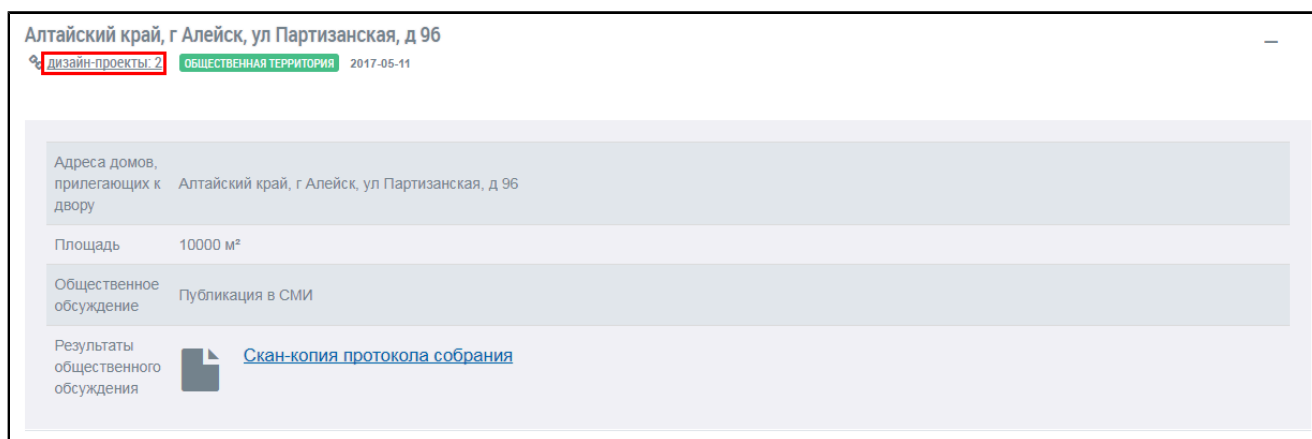 Алтайский край, г Алейск, ул Партизанская, д 96
дизайн-проекты: 2 ОБЩЕСТВЕННАЯ ТЕРРИТОРИЯ 2017-05-11
Адреса домов,
прилегающих к Алтайский край, г Алейск, ул Партизанская, д 96
двору
Площадь 10000 м²
Общественное
обсуждение Публикация в СМИ
Результаты
общественного Скан-копия протокола собрания
обсуждения